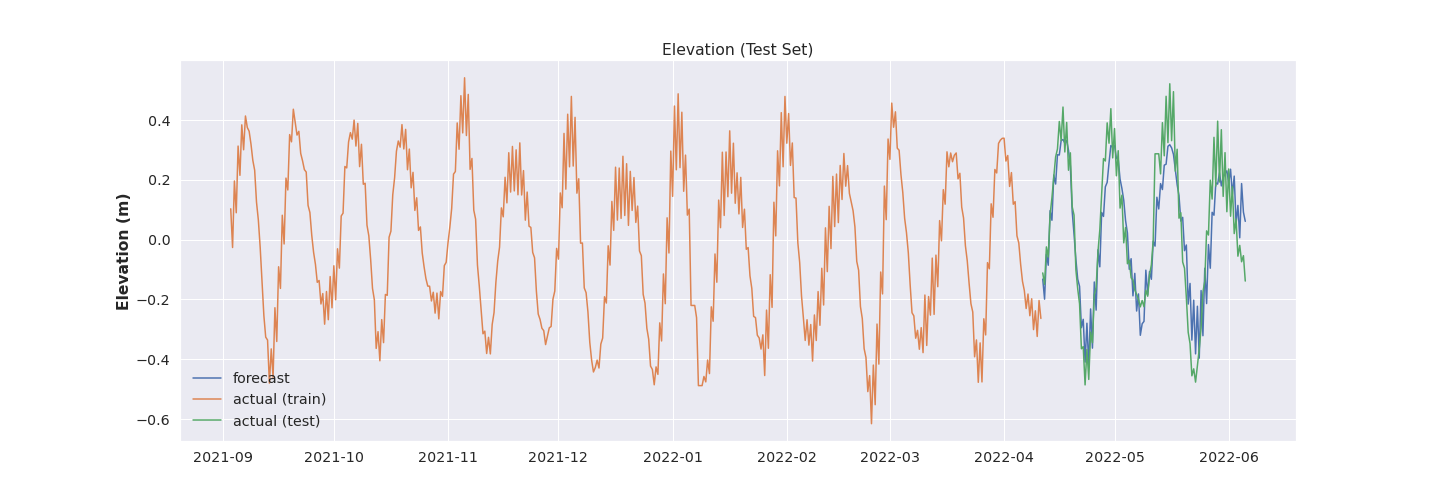 Elevation (Test Set)
Elevation (m)
0.4
0.2
0.0
−0.2
−0.4
−0.6
forecast
actual (train)
actual (test)
2021-09 2021-10 2021-11 2021-12 2022-01 2022-02 2022-03 2022-04 2022-05 2022-06